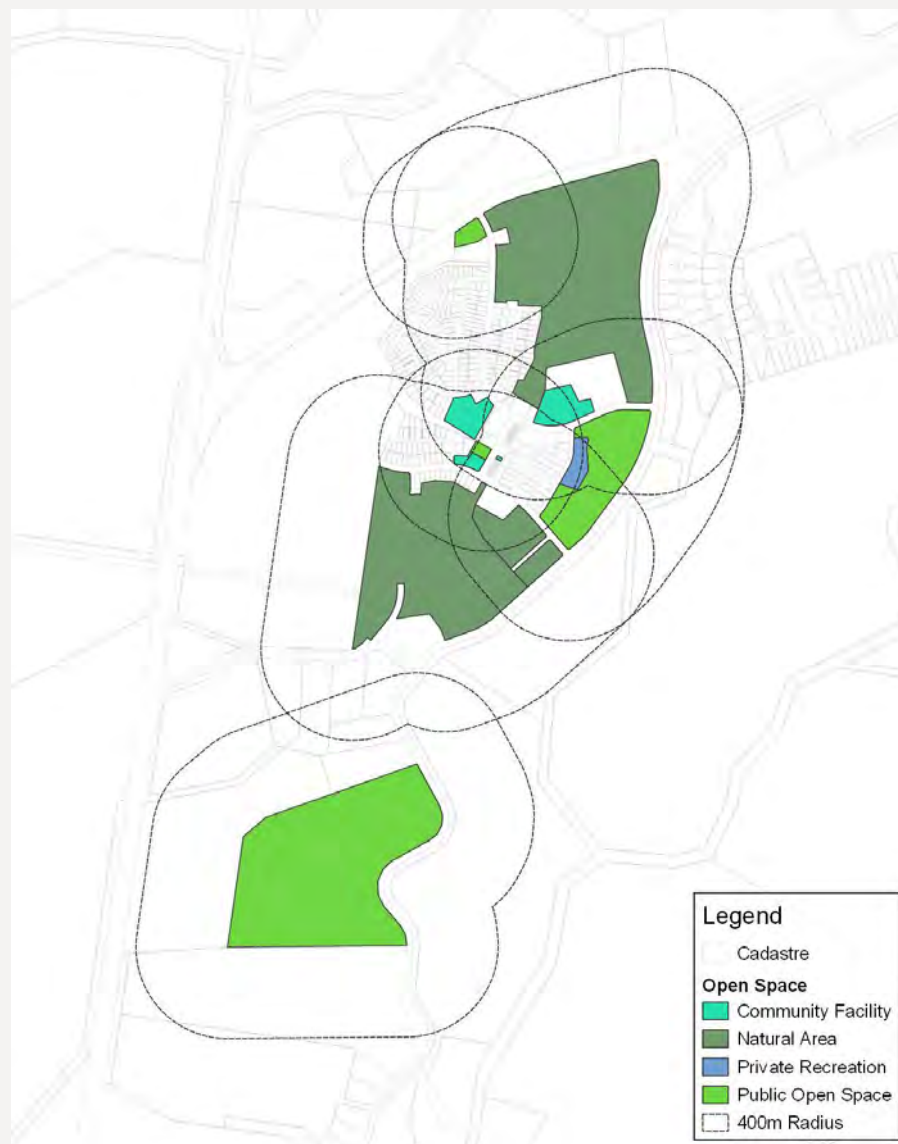 Legend
Cadastre
Open Space
Community Facility
Natural Area
Private Recreation
Public Open Space
400m Radius